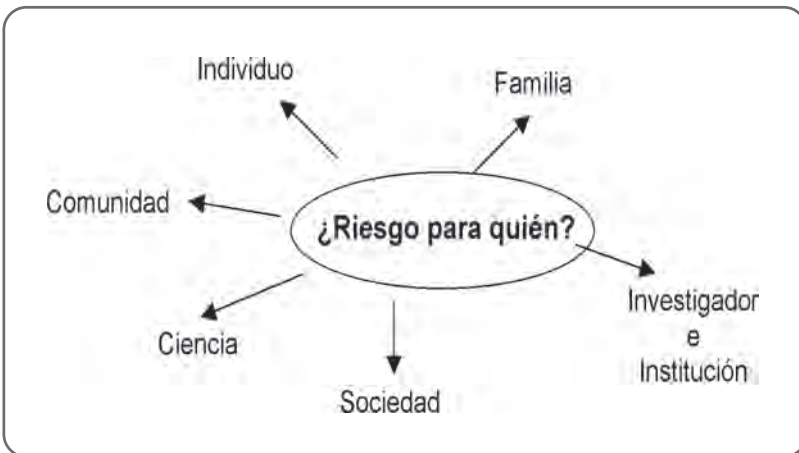 Individuo
Familia
Comunidad
¿Riesgo para quién?
Investigador
e
Institución
Ciencia
Sociedad